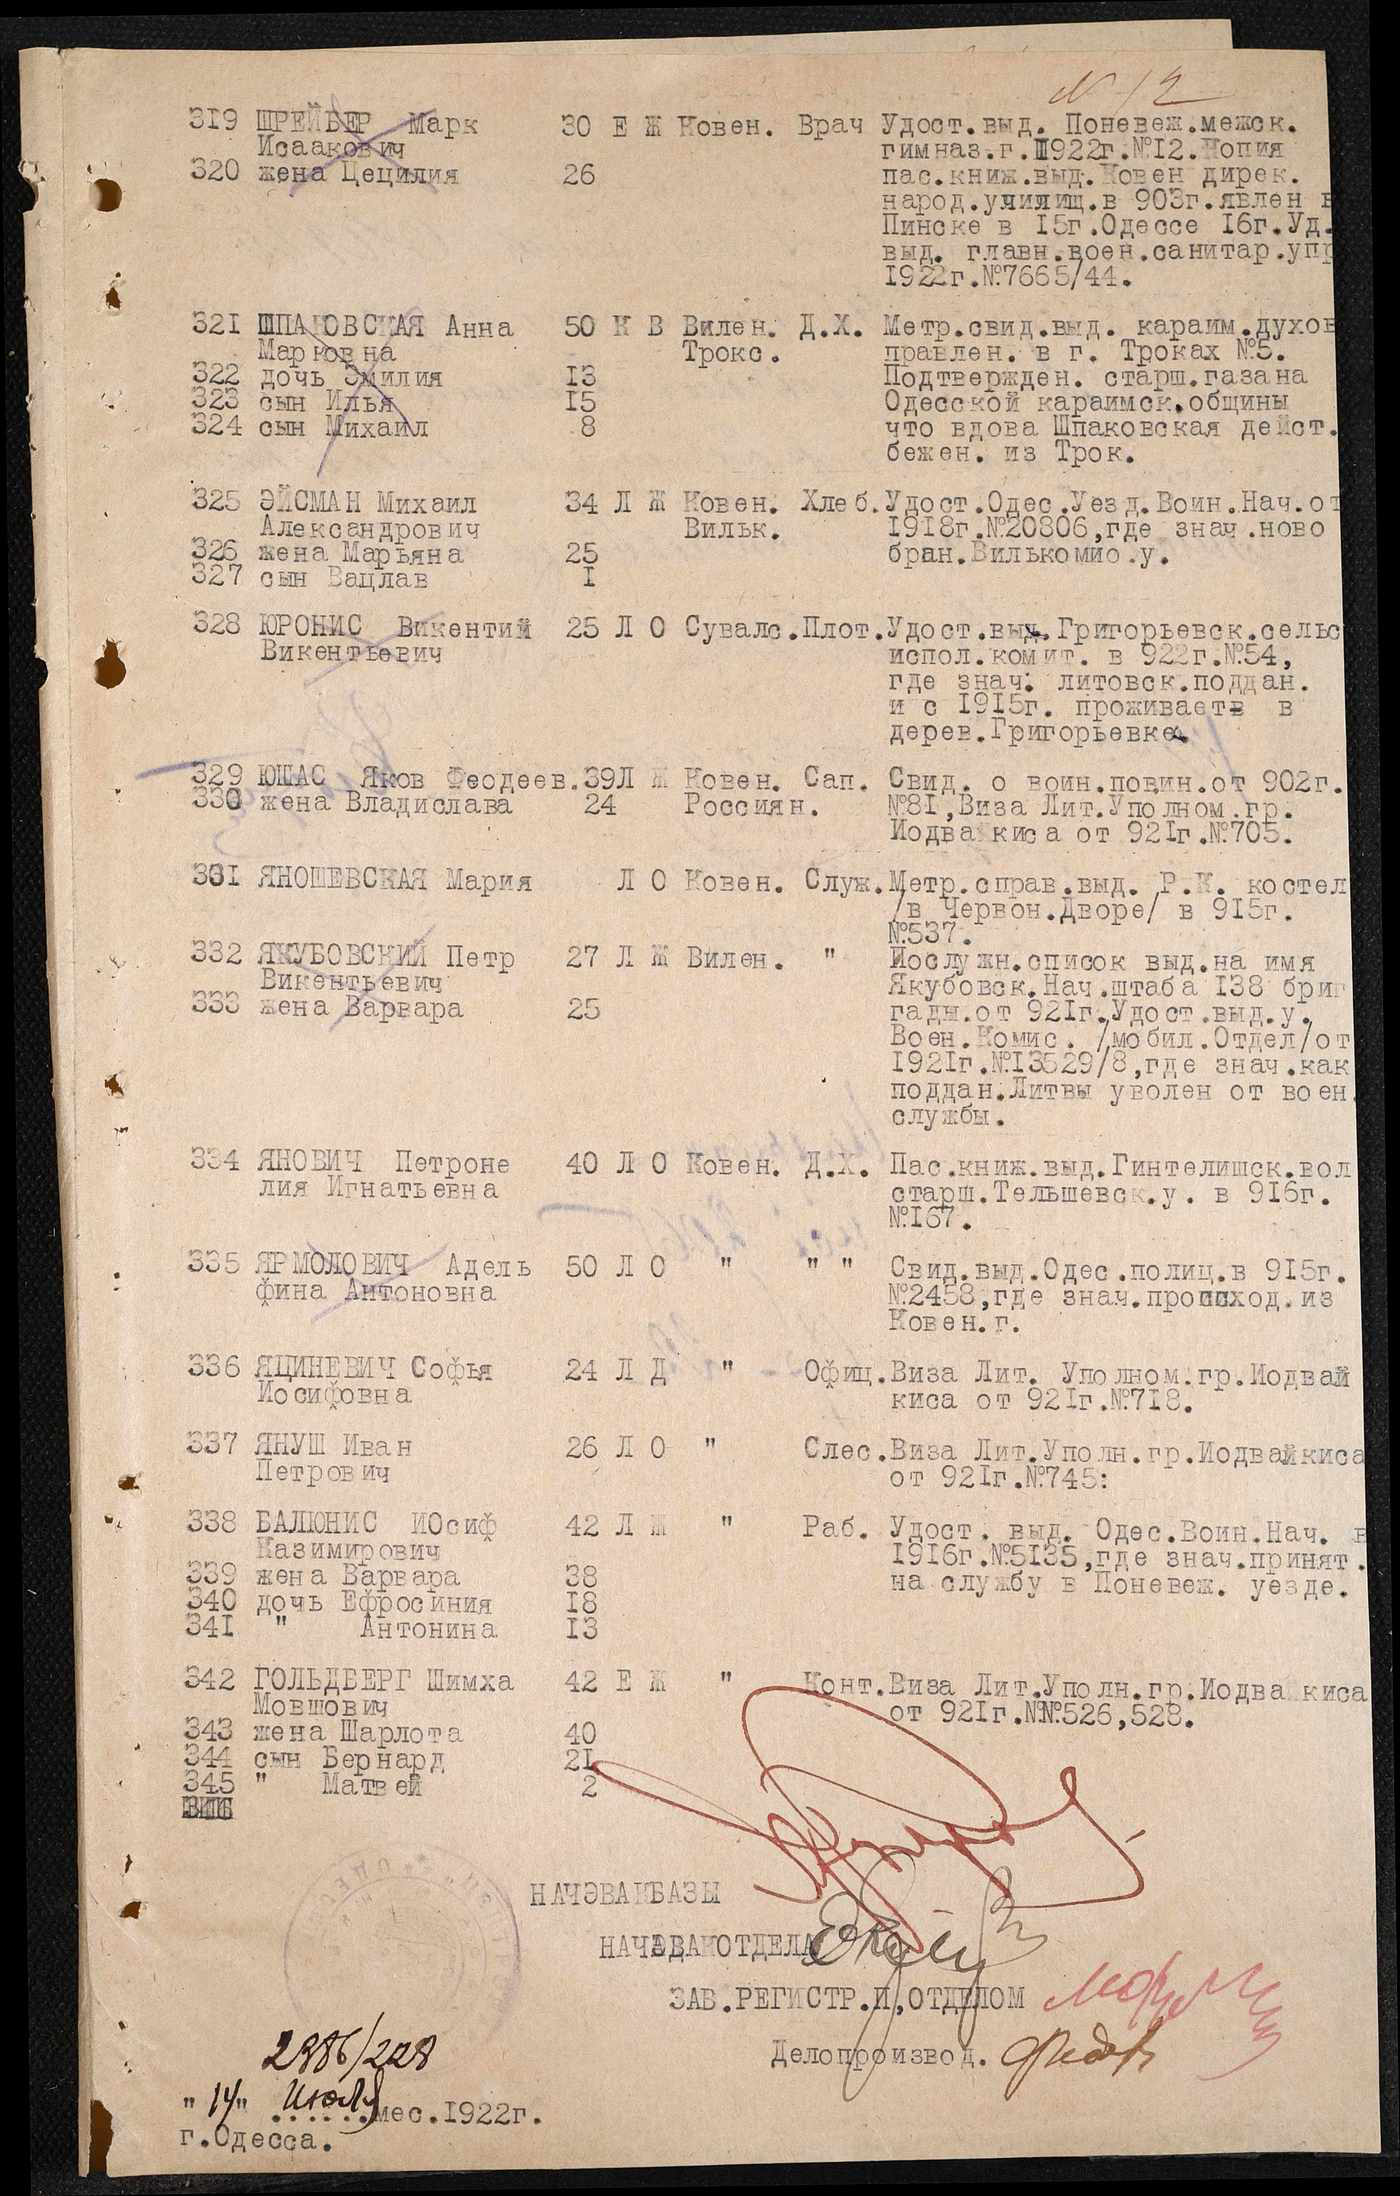 N 12
319 ШРЕЙБЕР Марк 30 Е Ж Ковен. Врач Удост.выд. Поневеж.межск.
Исаакович гимназ.г.П1922г.№12.Копия
320 жена Цецилия 26 пас.книж.выд.Ковен дирек.
народ.училищ.в 903г.явлен в
Пинске в 15г.Одессе 16г.Уд.
выд. главн.воен.санитар.упр
1922г.№7665/44.
321 ШПАКОВСКАЯ Анна 50 К В Вилен. Д.Х. Метр.свид.выд. караим.духов
Марковна Трокс. правлен. в г. Троках №5.
322 дочь Эмилия 13 Подтвержден. старш.газана
323 сын Илья 15 Одесской караимск.общины
324 сын Михаил 8 что вдова Шпаковская дейст.
бежен. из Трок.
325 ЭЙСМАН Михаил 34 Л Ж Ковен. Хлеб.Удост.Одес.Уезд.Воин.Нач.от
Александрович Вильк. 1918г.№20806,где знач.ново
326 жена Марьяна 25 бран.Вилькомио.у.
327 сын Вацлав 1
328 ЮРОНИС Викентий 25 Л О Сувалс.Плот.Удост.выд.Григорьевск.сельс
Викентьевич испол.комит. в 922г.№54,
где знач. литовск.поддан.
и с 1915г. проживаетв в
дерев.Григорьевке.
329 ЮШАС Яков Феодеев.39Л Ж Ковен. Сап. Свид. о воин.повин.от 902г.
330 жена Владислава 24 Россиян. №81,Виза Лит.Уполном.гр.
Иодвайкиса от 921г.№705.
331 ЯНОШЕВСКАЯ Мария Л О Ковен. Служ.Метр.справ.выд. Р.К. костел
/в Червон.Дворе/ в 915г.
№537.
332 ЯКУБОВСКИЙ Петр 27 Л Ж Вилен. " Послужн.список выд.на имя
Викентьевич Якубовск.Нач.штаба 138 бриг
333 жена Варвара 25 гады.от 921г.Удост.выд.у.
Воен.Комис. /мобил.Отдел/от
1921г.№13529/8,где знач.как
поддан.Литвы уволен от воен.
службы.
334 ЯНОВИЧ Петроне 40 Л О Ковен. Д.Х. Пас.книж.выд.Гинтелишск.вол
лия Игнатьевна старш.Тельшевск.у. в 916г.
№167.
335 ЯРМОЛОВИЧ Адель 50 Л О " " " Свид.выд.Одес.полиц.в 915г.
фина Антоновна №2458,где знач.происход.из
Ковен.г.
336 ЯЦИНЕВИЧ Софья 24 Л Д " Офиц.Виза Лит. Уполном.гр.Иодвай
Иосифовна киса от 921г.№718.
337 ЯНУШ Иван 26 Л О " Слес.Виза Лит.Уполн.гр.Иодвайкиса
Петрович от 921г.№745:
338 БАЛЮНИС ИОсиф 42 Л Ж " Раб. Удост. выд. Одес.Воин.Нач. в
Казимирович 1916г.№5135,где знач.принят.
339 жена Варвара 38 на службу в Поневеж. уезде.
340 дочь Ефросиния 18
341 " Антонина 13
342 ГОЛЬДБЕРГ Шимха 42 Е Ж " Конт.Виза Лит.Уполн.гр.Иодвайкиса
Мовшович от 921г.№№526,528.
343 жена Шарлота 40
344 сын Бернард 21
345 " Матвей 2
НАЧЭВАКБАЗЫ
НАЧЭВАКОТДЕЛА
ЗАВ.РЕГИСТР.П,ОТДЕЛОМ
Делопроизвод.
2986/228
"14" Июля мес.1922г.
г.Одесса.